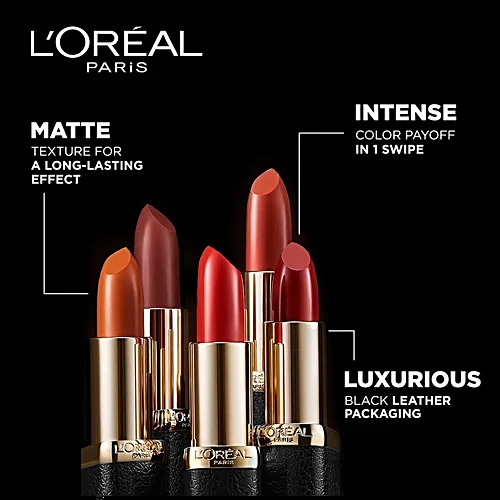 L'ORÉAL
PARIS
MATTE
TEXTURE FOR
A LONG-LASTING
EFFECT
INTENSE
COLOR PAYOFF
IN 1 SWIPE
LUXURIOUS
BLACK LEATHER
PACKAGING
L'ORÉAL
L'ORÉAL
PARIS
L'ORÉAL